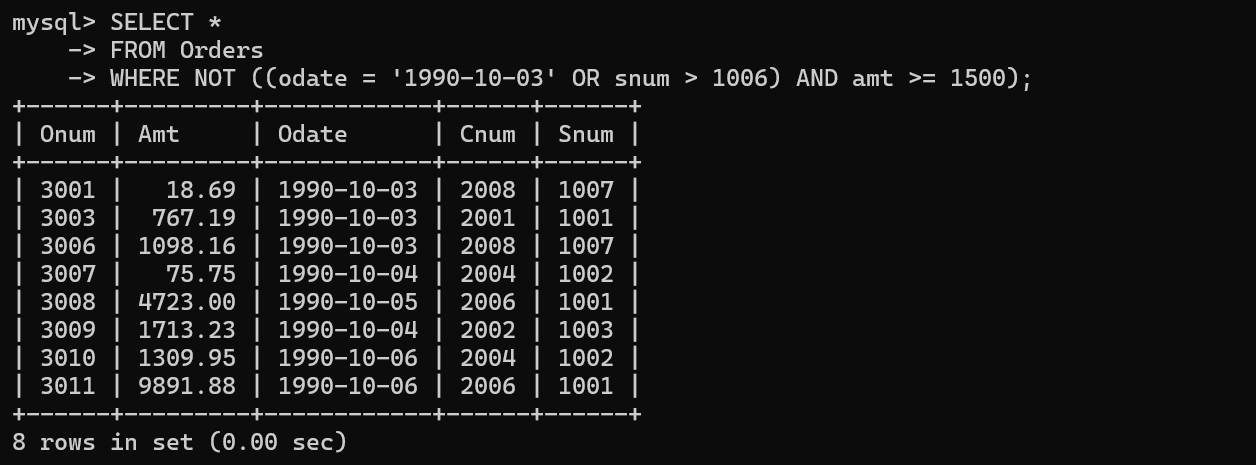 mysql> SELECT *
    -> FROM Orders
    -> WHERE NOT ((odate = '1990-10-03' OR snum > 1006) AND amt >= 1500);
+------+---------+------------+------+------+
| Onum | Amt     | Odate      | Cnum | Snum |
+------+---------+------------+------+------+
| 3001 |   18.69 | 1990-10-03 | 2008 | 1007 |
| 3003 |  767.19 | 1990-10-03 | 2001 | 1001 |
| 3006 | 1098.16 | 1990-10-03 | 2008 | 1007 |
| 3007 |   75.75 | 1990-10-04 | 2004 | 1002 |
| 3008 | 4723.00 | 1990-10-05 | 2006 | 1001 |
| 3009 | 1713.23 | 1990-10-04 | 2002 | 1003 |
| 3010 | 1309.95 | 1990-10-06 | 2004 | 1002 |
| 3011 | 9891.88 | 1990-10-06 | 2006 | 1001 |
+------+---------+------------+------+------+
8 rows in set (0.00 sec)